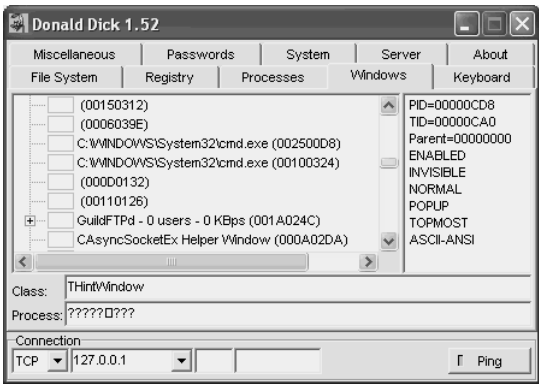 Donald Dick 1.52
Miscellaneous Passwords System Server About
File System Registry Processes Windows Keyboard
(00150312)
(0006039E)
C:\WINDOWS\System32\cmd.exe (002500D8)
C:\WINDOWS\System32\cmd.exe (00100324)
(000D0132)
(00110126)
GuildFTPd - 0 users - 0 KBps (001A024C)
CAsyncSocketEx Helper Window (000A02DA)
PID=00000CD8
TID=00000CA0
Parent=00000000
ENABLED
INVISIBLE
NORMAL
POPUP
TOPMOST
ASCII-ANSI
Class: THintWindow
Process: ?????□???
Connection
TCP 127.0.0.1 Ping